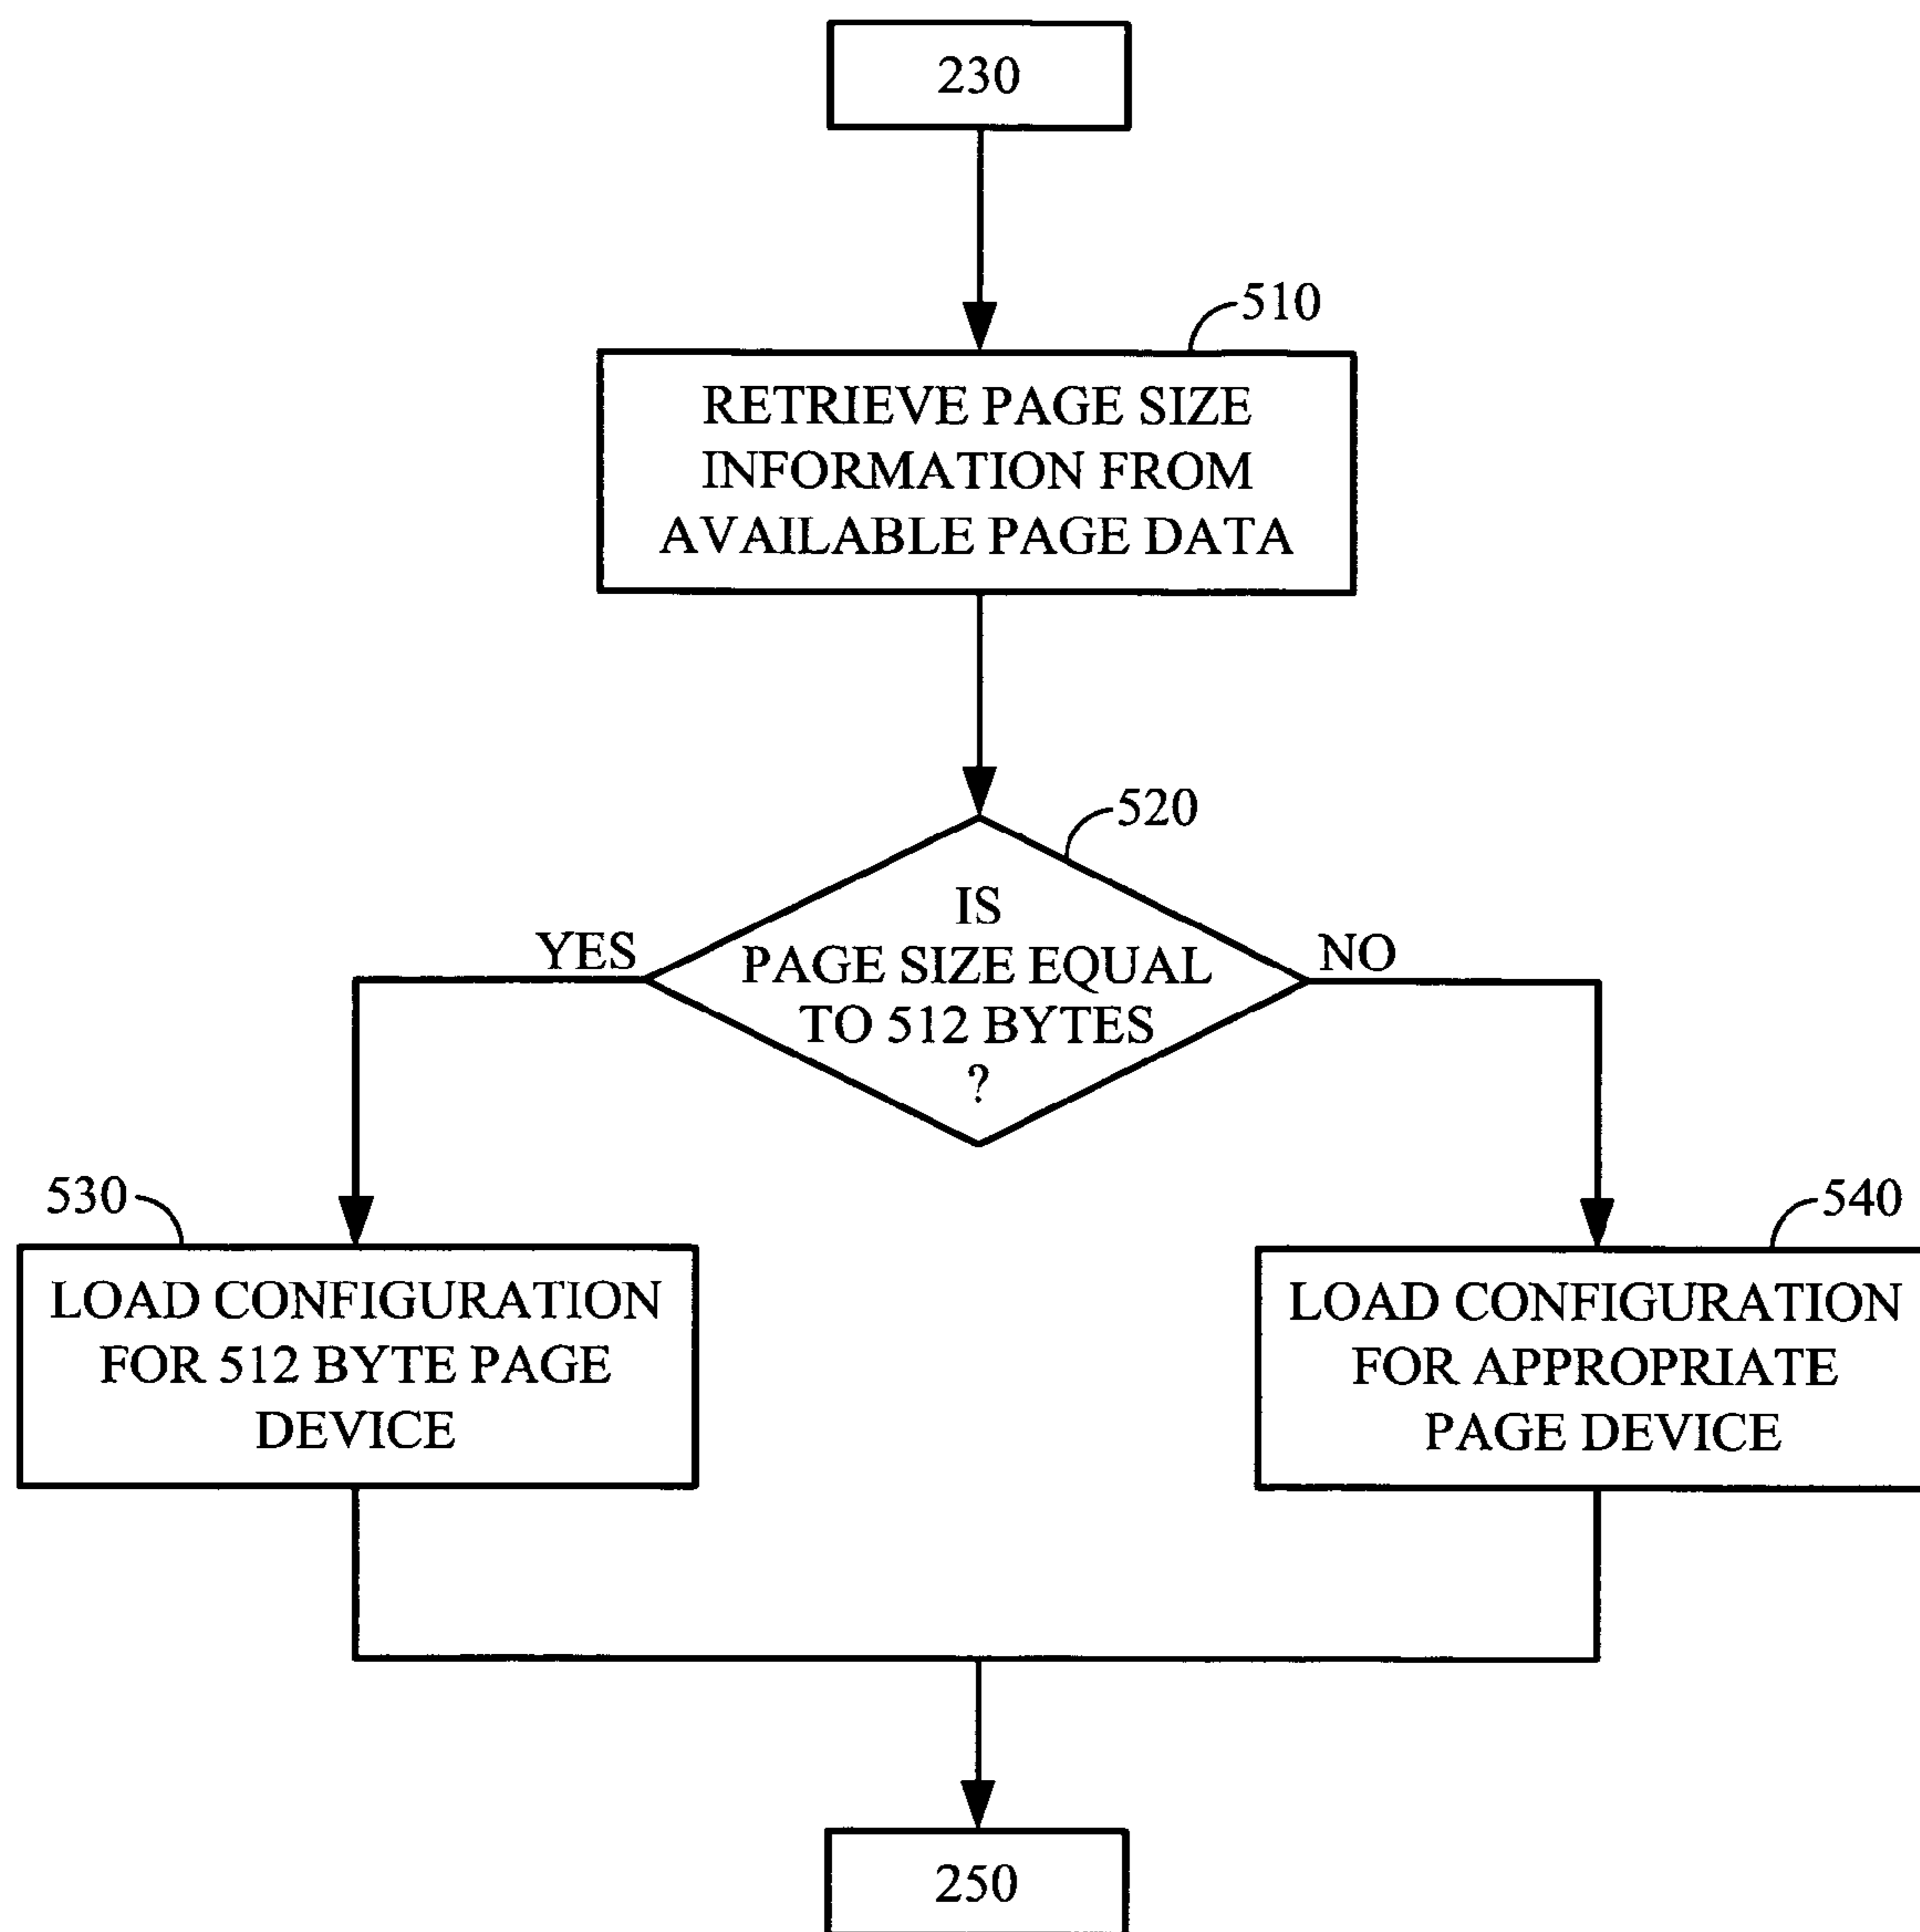 230
510
RETRIEVE PAGE SIZE
INFORMATION FROM
AVAILABLE PAGE DATA
520
IS
PAGE SIZE EQUAL
TO 512 BYTES
?
YES
NO
530
LOAD CONFIGURATION
FOR 512 BYTE PAGE
DEVICE
540
LOAD CONFIGURATION
FOR APPROPRIATE
PAGE DEVICE
250